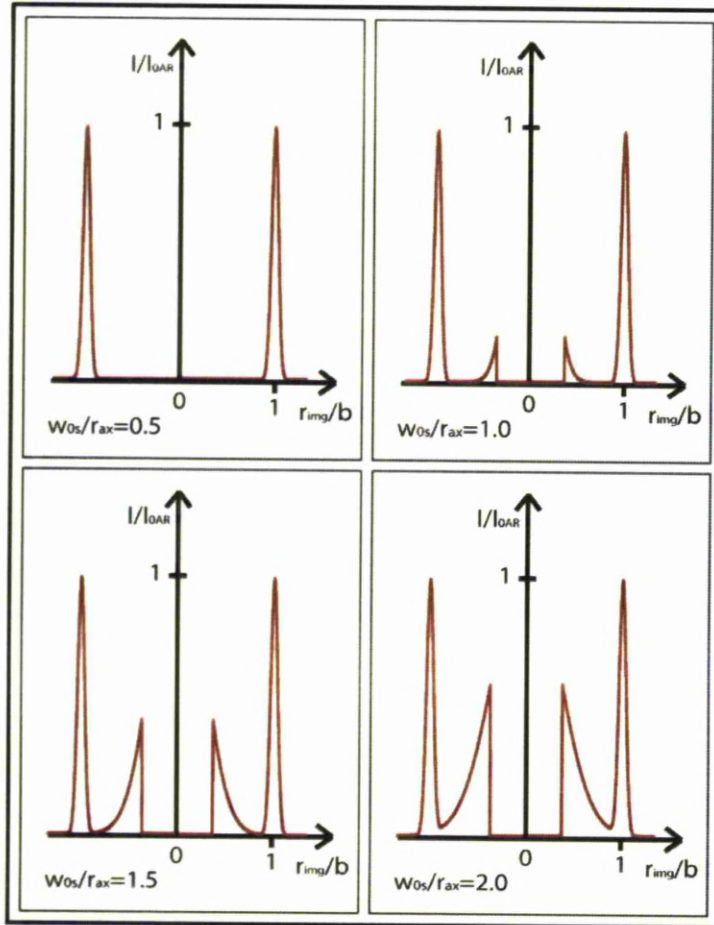 I/I0AR
1
0
1
rimg/b
w0s/rax=0.5
I/I0AR
1
0
1
rimg/b
w0s/rax=1.0
I/I0AR
1
0
1
rimg/b
w0s/rax=1.5
I/I0AR
1
0
1
rimg/b
w0s/rax=2.0